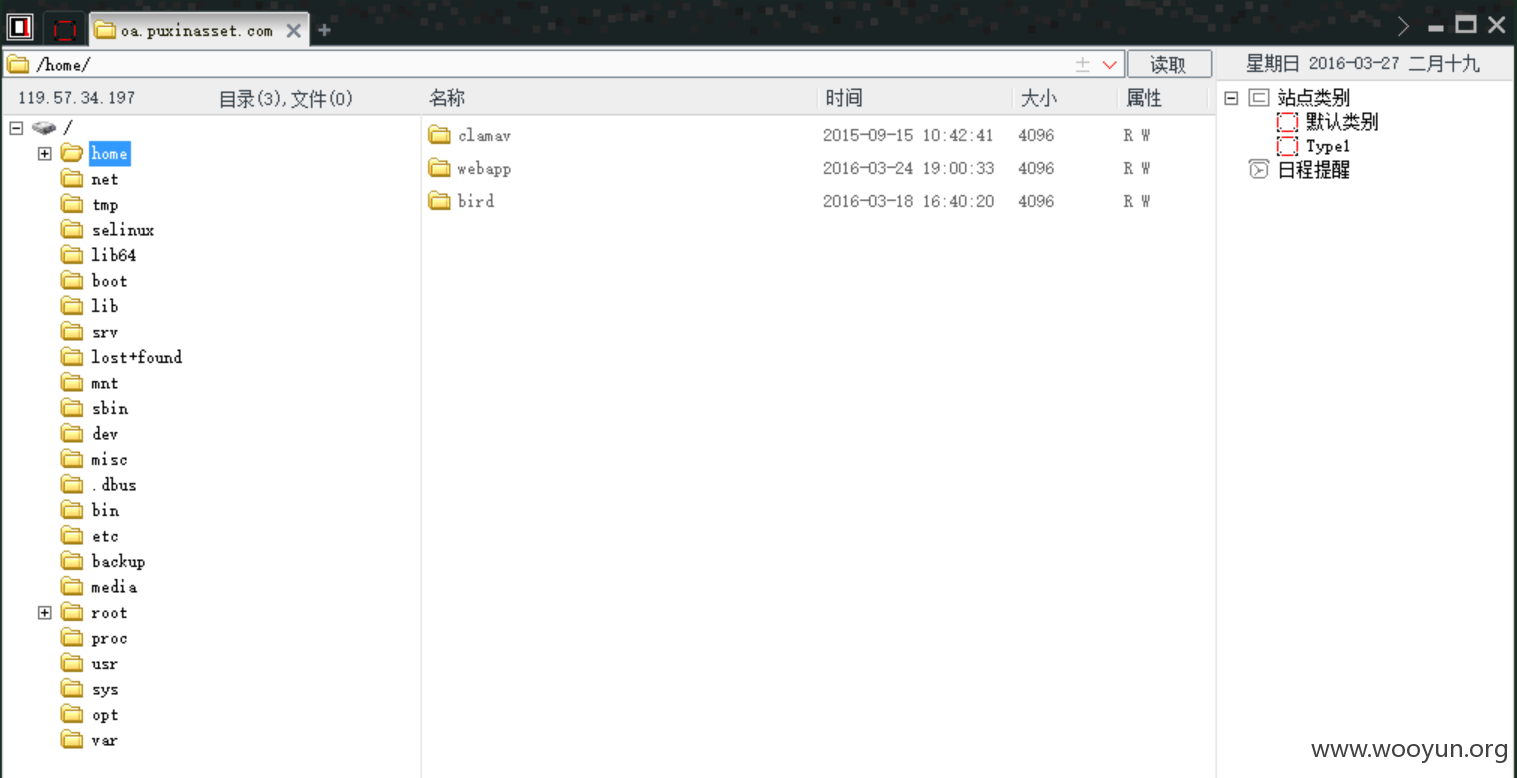 oa.puxinasset.com
/home/
读取
星期日 2016-03-27 二月十九
119.57.34.197
目录(3),文件(0)
名称 时间 大小 属性
/
home
net
tmp
selinux
lib64
boot
lib
srv
lost+found
mnt
sbin
dev
misc
.dbus
bin
etc
backup
media
root
proc
usr
sys
opt
var
clamav 2015-09-15 10:42:41 4096 R W
webapp 2016-03-24 19:00:33 4096 R W
bird 2016-03-18 16:40:20 4096 R W
站点类别
默认类别
Type1
日程提醒
www.wooyun.org